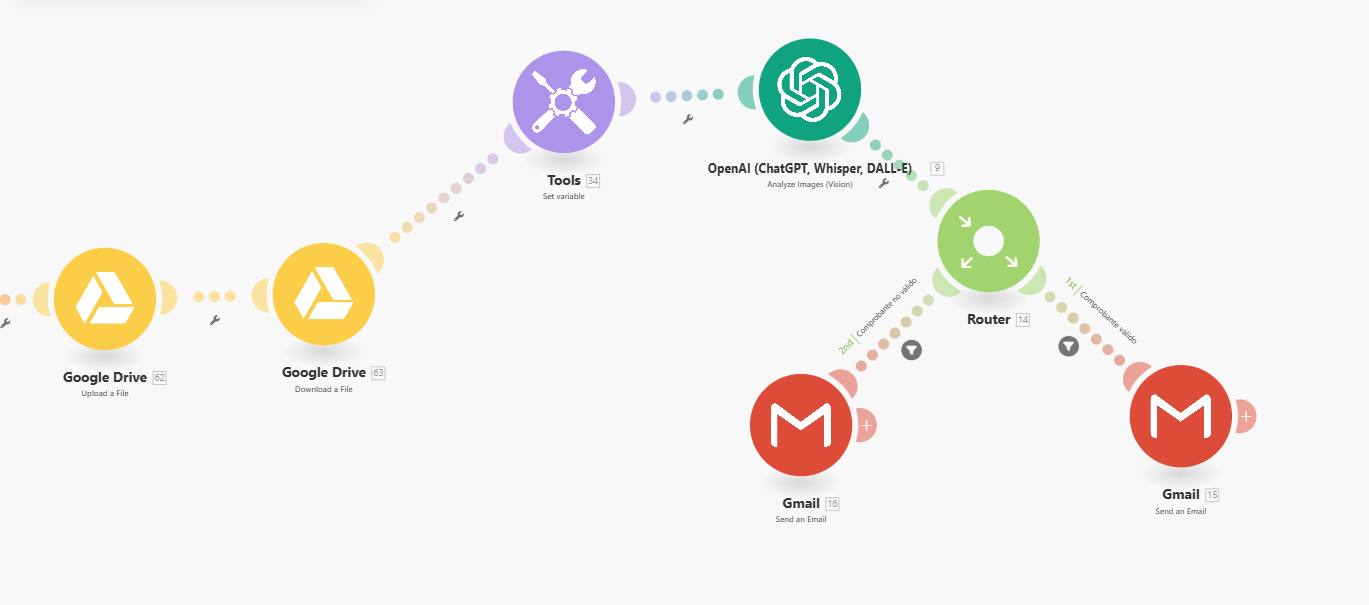 Tools 34
Set variable
OpenAI (ChatGPT, Whisper, DALL-E) 9
Analyze Images (Vision)
Google Drive 62
Upload a File
Google Drive 63
Download a File
Router 14
2nd | Comprobante no válido
1st | Comprobante válido
Gmail 16
Send an Email
Gmail 15
Send an Email